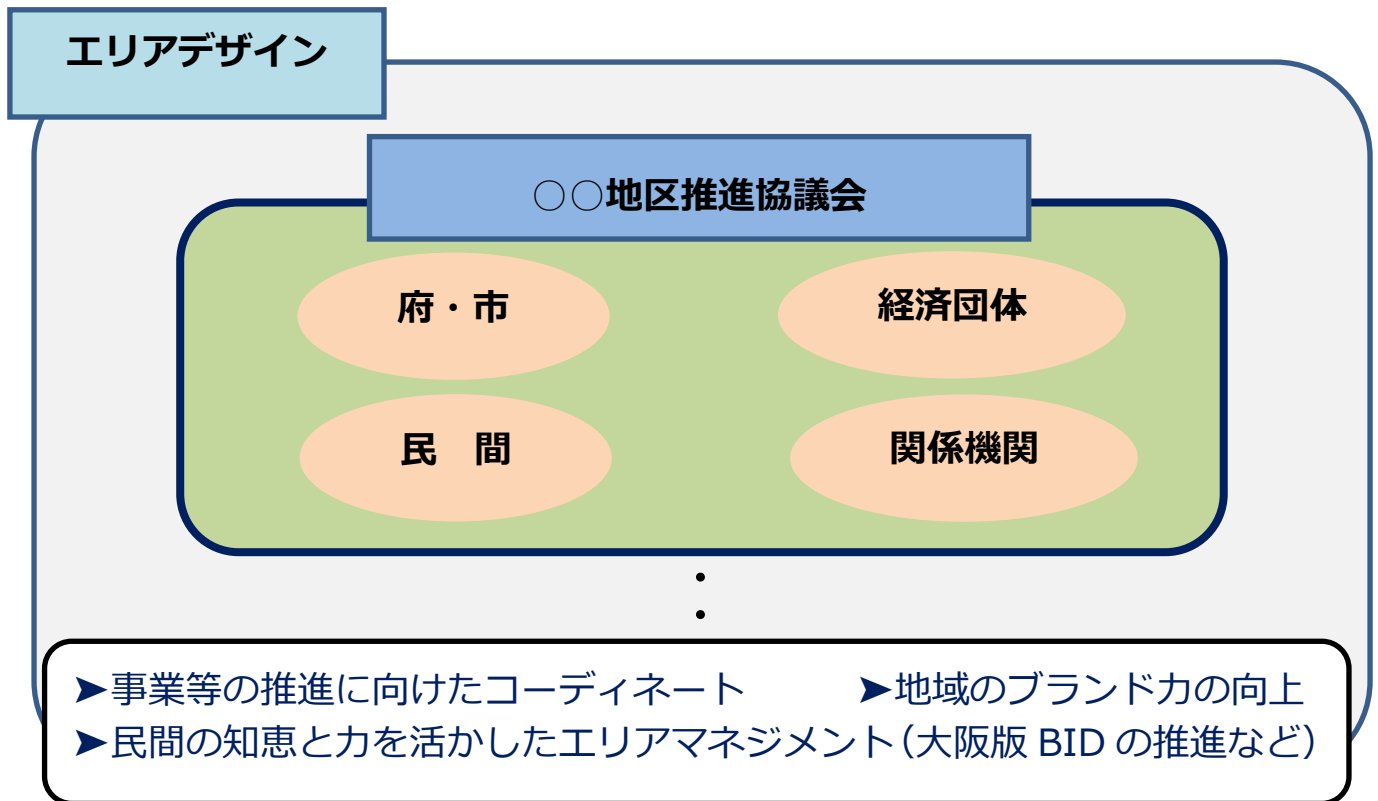 エリアデザイン
○○地区推進協議会
府・市
経済団体
民　間
関係機関
・
・
➤事業等の推進に向けたコーディネート　　　➤地域のブランド力の向上
➤民間の知恵と力を活かしたエリアマネジメント（大阪版 BID の推進など）